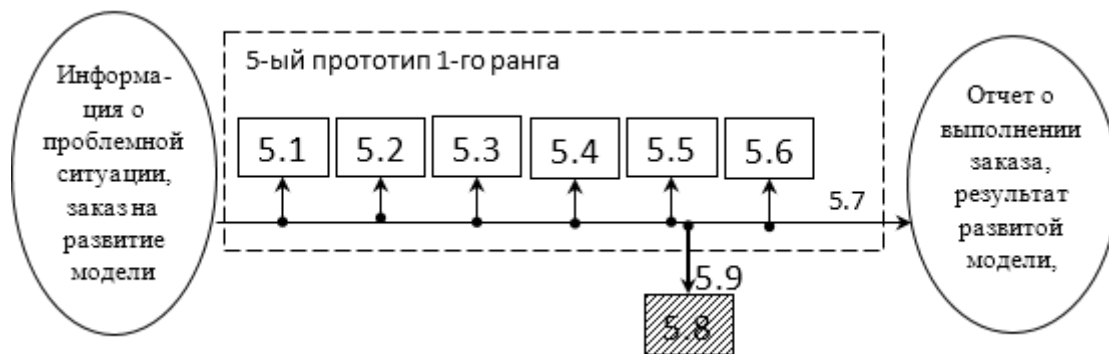 Информа-
ция о
проблемной
ситуации,
заказ на
развитие
модели
5-ый прототип 1-го ранга
5.1 5.2 5.3 5.4 5.5 5.6
5.7
5.9
5.8
Отчет о
выполнении
заказа,
результат
развитой
модели,